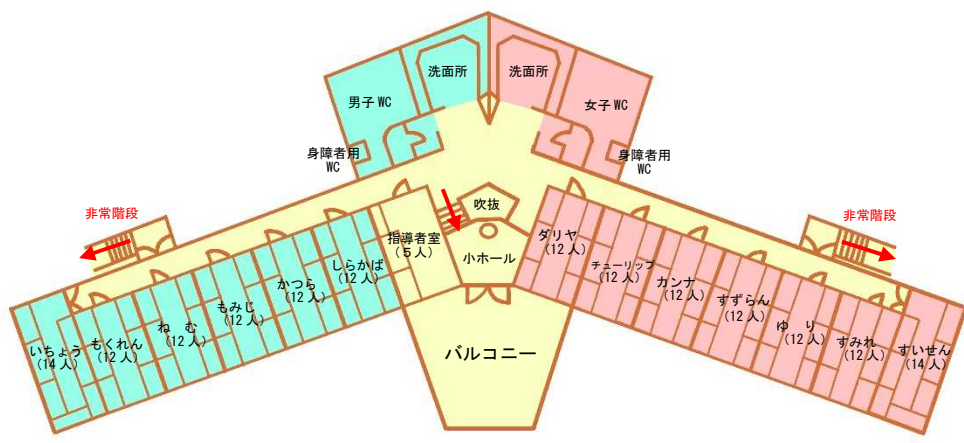 洗面所
洗面所
男子 WC
女子 WC
身障者用
WC
身障者用
WC
非常階段
非常階段
吹抜
小ホール
指導者室
（５人）
しらかば
（12 人）
かつら
（12 人）
もみじ
（12 人）
ね　む
（12 人）
もくれん
（12 人）
いちょう
（14 人）
ダリヤ
（12 人）
チューリップ
（12 人）
カンナ
（12 人）
すずらん
（12 人）
ゆ　り
（12 人）
すみれ
（12 人）
すいせん
（14 人）
バルコニー